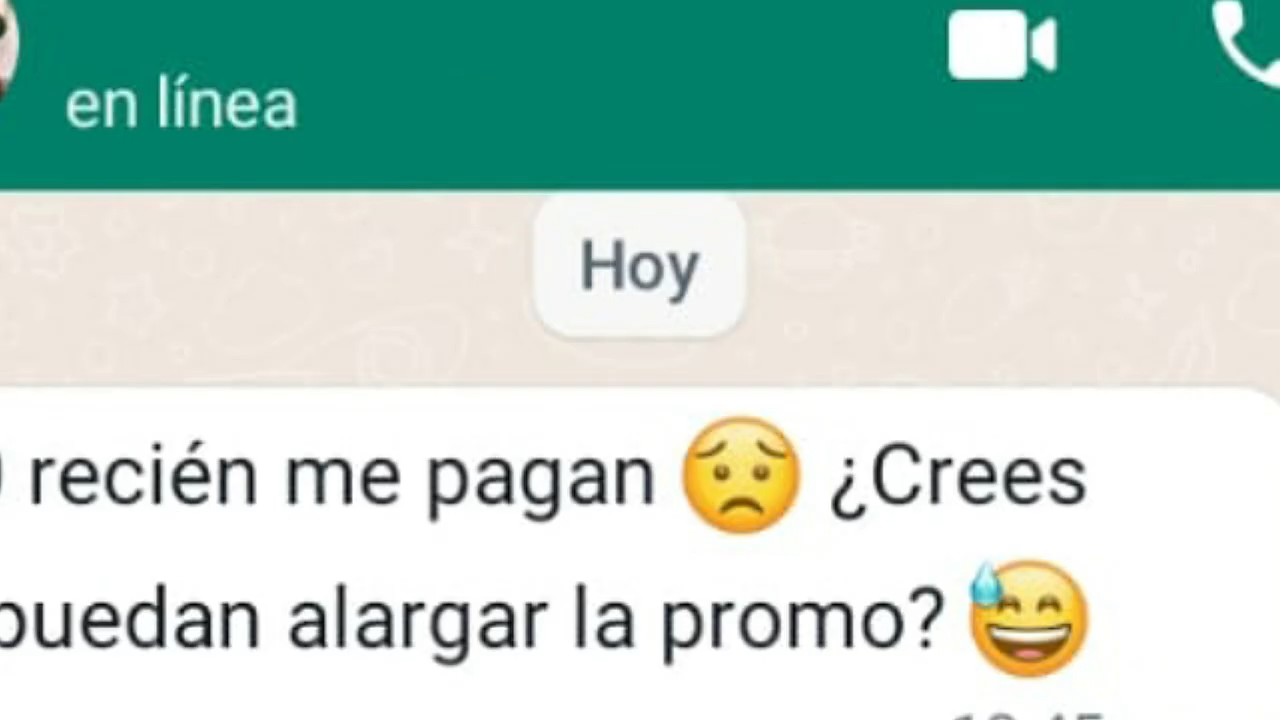 en línea
Hoy
recién me pagan 😟 ¿Crees
puedan alargar la promo? 😅